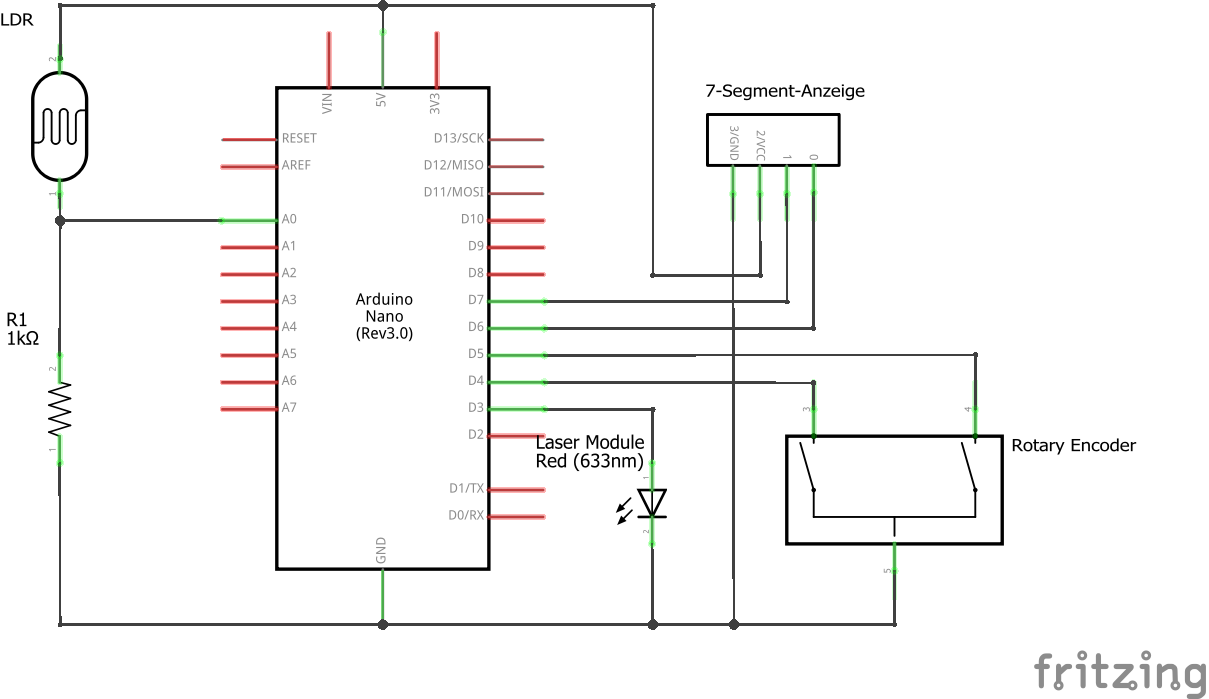 LDR
2
1
R1
1kΩ
2
1
VIN
5V
3V3
RESET
AREF
A0
A1
A2
A3
A4
A5
A6
A7
Arduino
Nano
(Rev3.0)
D13/SCK
D12/MISO
D11/MOSI
D10
D9
D8
D7
D6
D5
D4
D3
D2
D1/TX
D0/RX
GND
7-Segment-Anzeige
3/GND
2/VCC
1
0
Laser Module
Red (633nm)
1
2
3
4
Rotary Encoder
5
fritzing